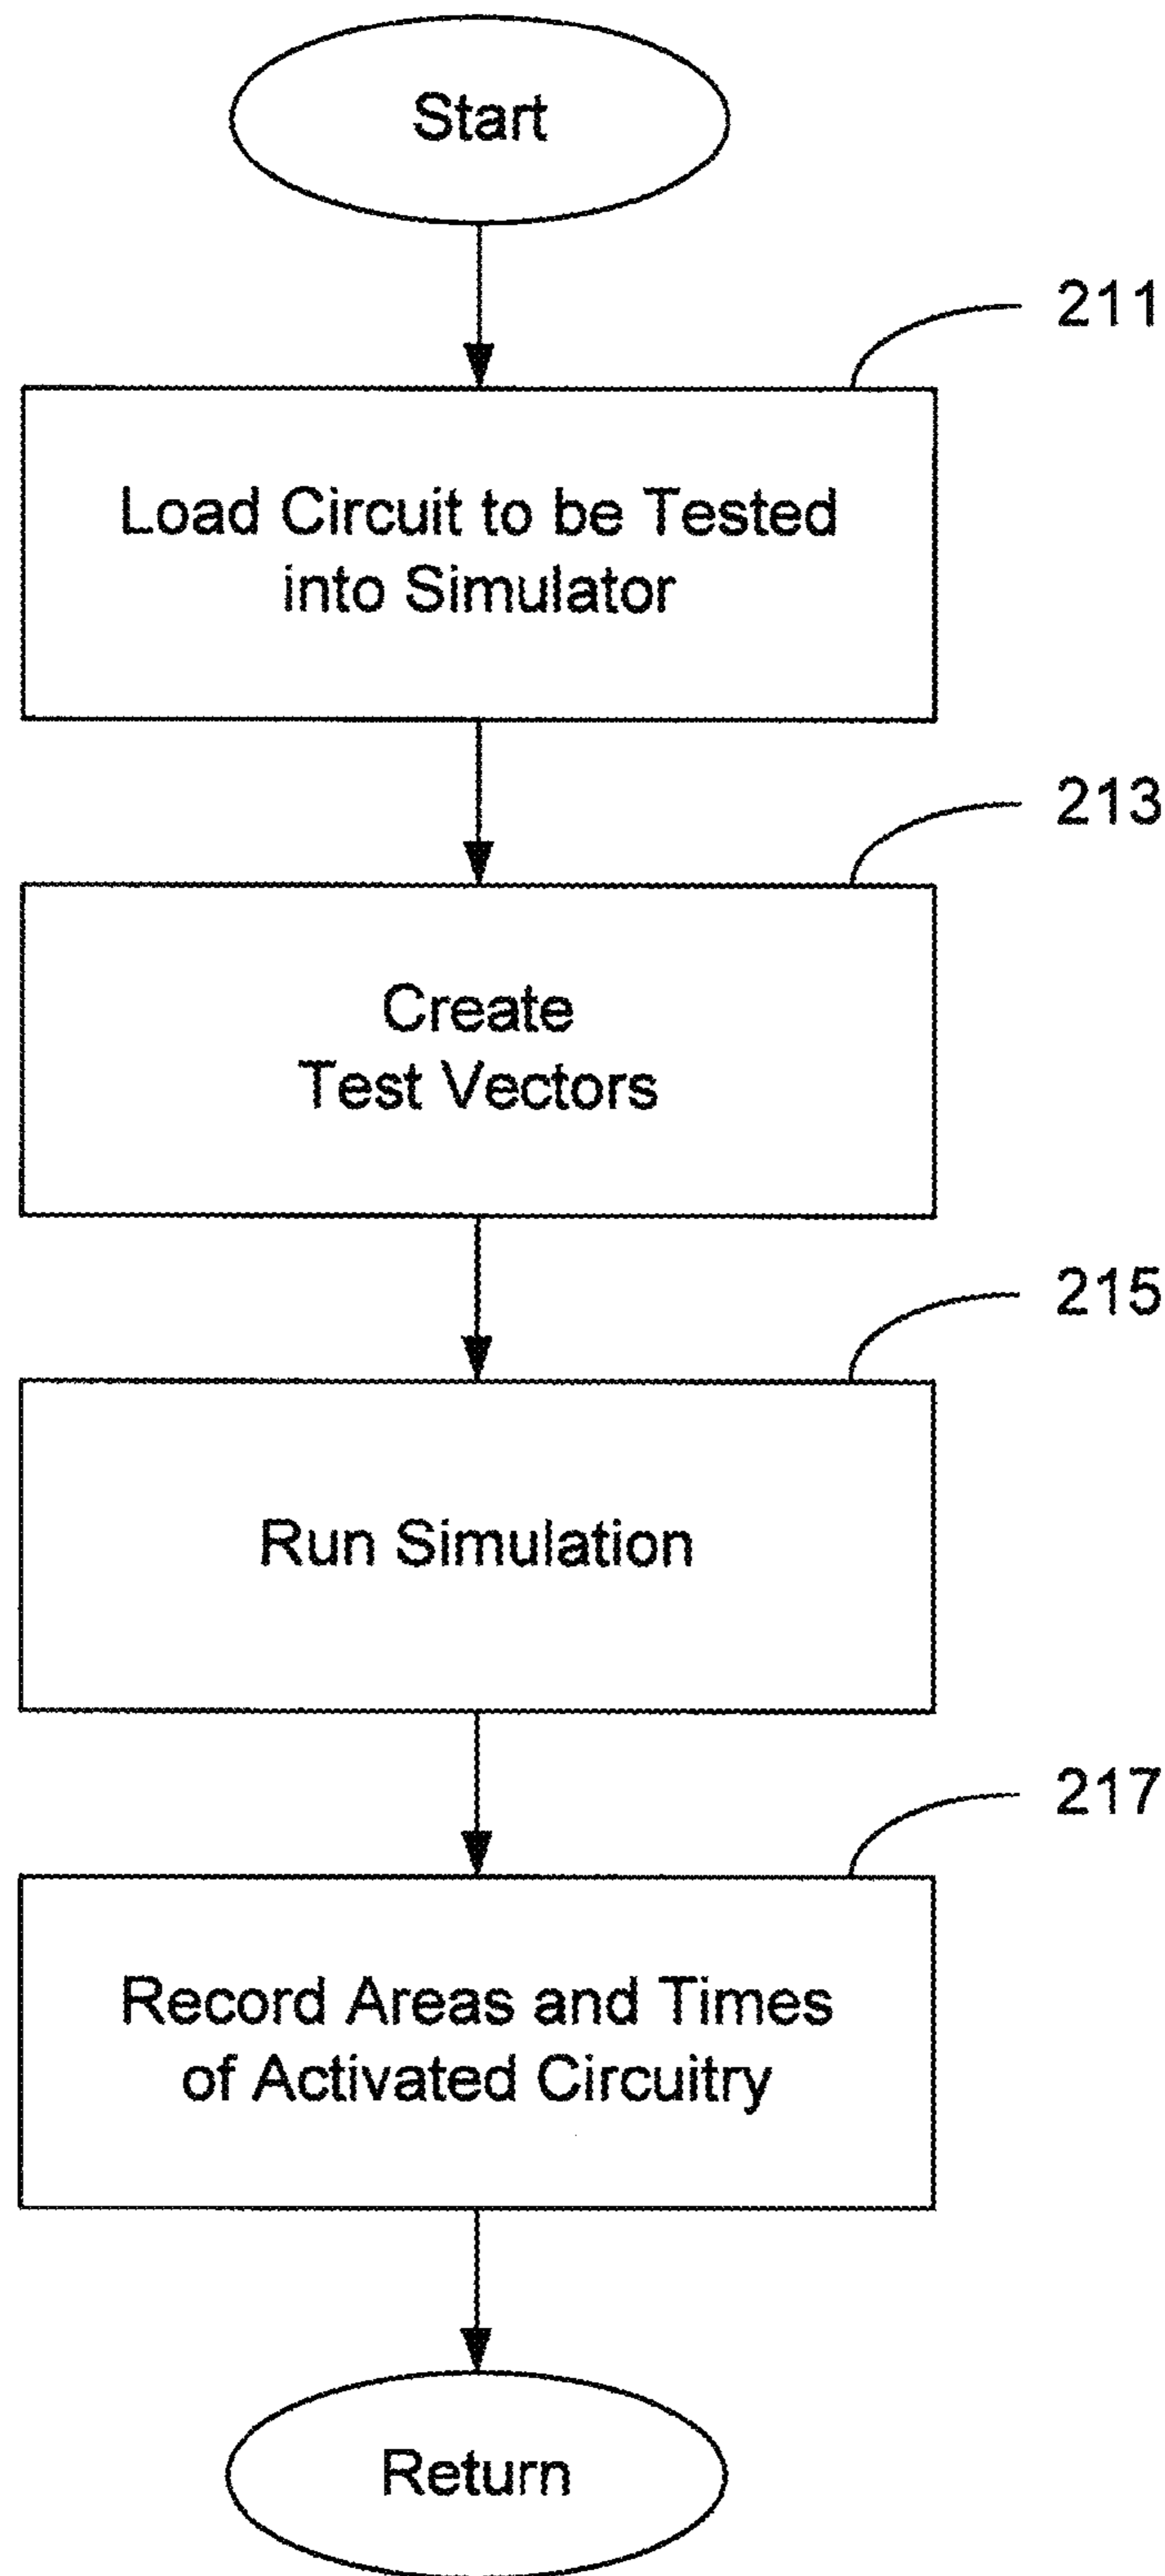 Start
211
Load Circuit to be Tested
into Simulator
213
Create
Test Vectors
215
Run Simulation
217
Record Areas and Times
of Activated Circuitry
Return